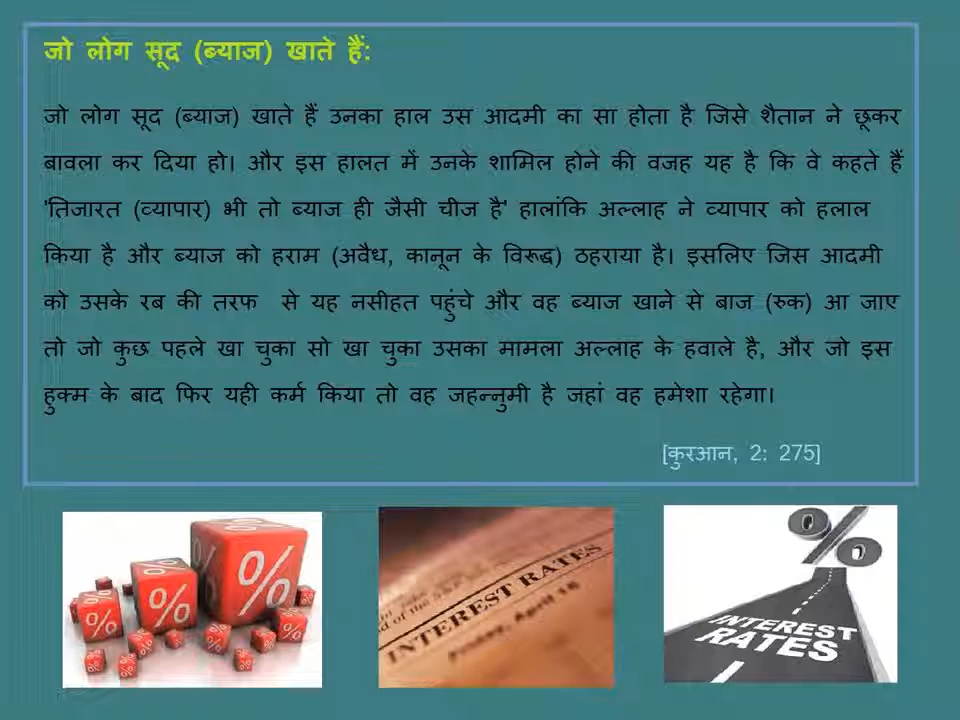 जो लोग सूद (ब्याज) खाते हैं:
जो लोग सूद (ब्याज) खाते हैं उनका हाल उस आदमी का सा होता है जिसे शैतान ने छूकर
बावला कर दिया हो। और इस हालत में उनके शामिल होने की वजह यह है कि वे कहते हैं
'तिजारत (व्यापार) भी तो ब्याज ही जैसी चीज है' हालांकि अल्लाह ने व्यापार को हलाल
किया है और ब्याज को हराम (अवैध, कानून के विरूद्ध) ठहराया है। इसलिए जिस आदमी
को उसके रब की तरफ से यह नसीहत पहुंचे और वह ब्याज खाने से बाज (रुक) आ जाए
तो जो कुछ पहले खा चुका सो खा चुका उसका मामला अल्लाह के हवाले है, और जो इस
हुक्म के बाद फिर यही कर्म किया तो वह जहन्नुमी है जहां वह हमेशा रहेगा।
[कुरआन, 2: 275]
% % % % % % % % % % %
INTEREST RATES
%
INTEREST
RATES